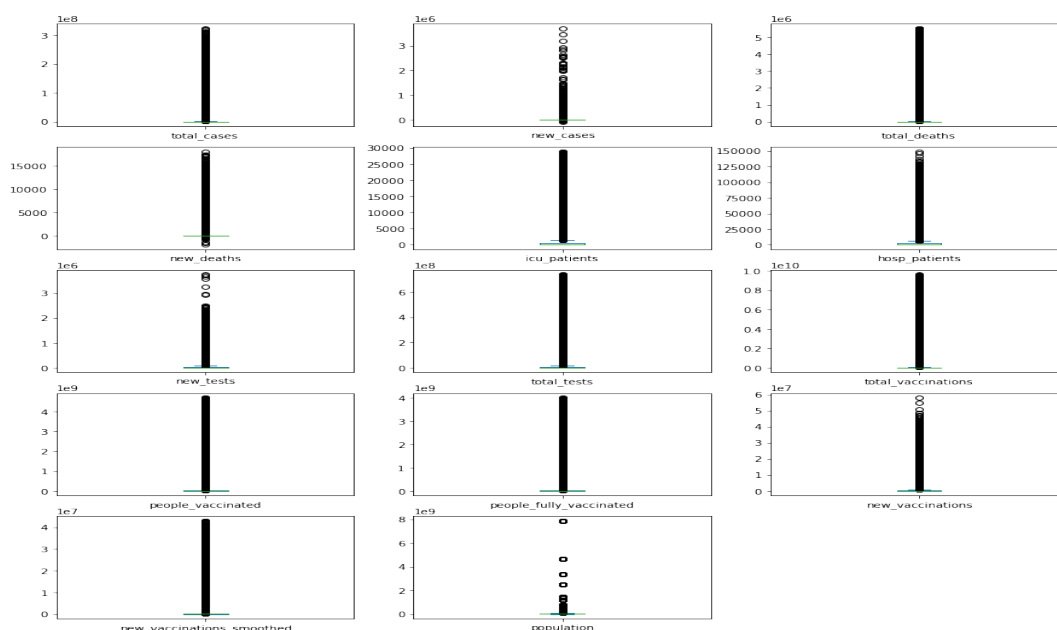 1e8
3
2
1
0
total_cases
1e6
3
2
1
0
new_cases
1e6
5
4
3
2
1
0
total_deaths
15000
10000
5000
0
new_deaths
30000
25000
20000
15000
10000
5000
0
icu_patients
150000
125000
100000
75000
50000
25000
0
hosp_patients
1e6
3
2
1
0
new_tests
1e8
6
4
2
0
total_tests
1e10
1.0
0.8
0.6
0.4
0.2
0.0
total_vaccinations
1e9
4
3
2
1
0
people_vaccinated
1e9
4
3
2
1
0
people_fully_vaccinated
1e7
6
5
4
3
2
1
0
new_vaccinations
1e7
4
3
2
1
0
new_vaccinations_smoothed
1e9
8
6
4
2
0
population